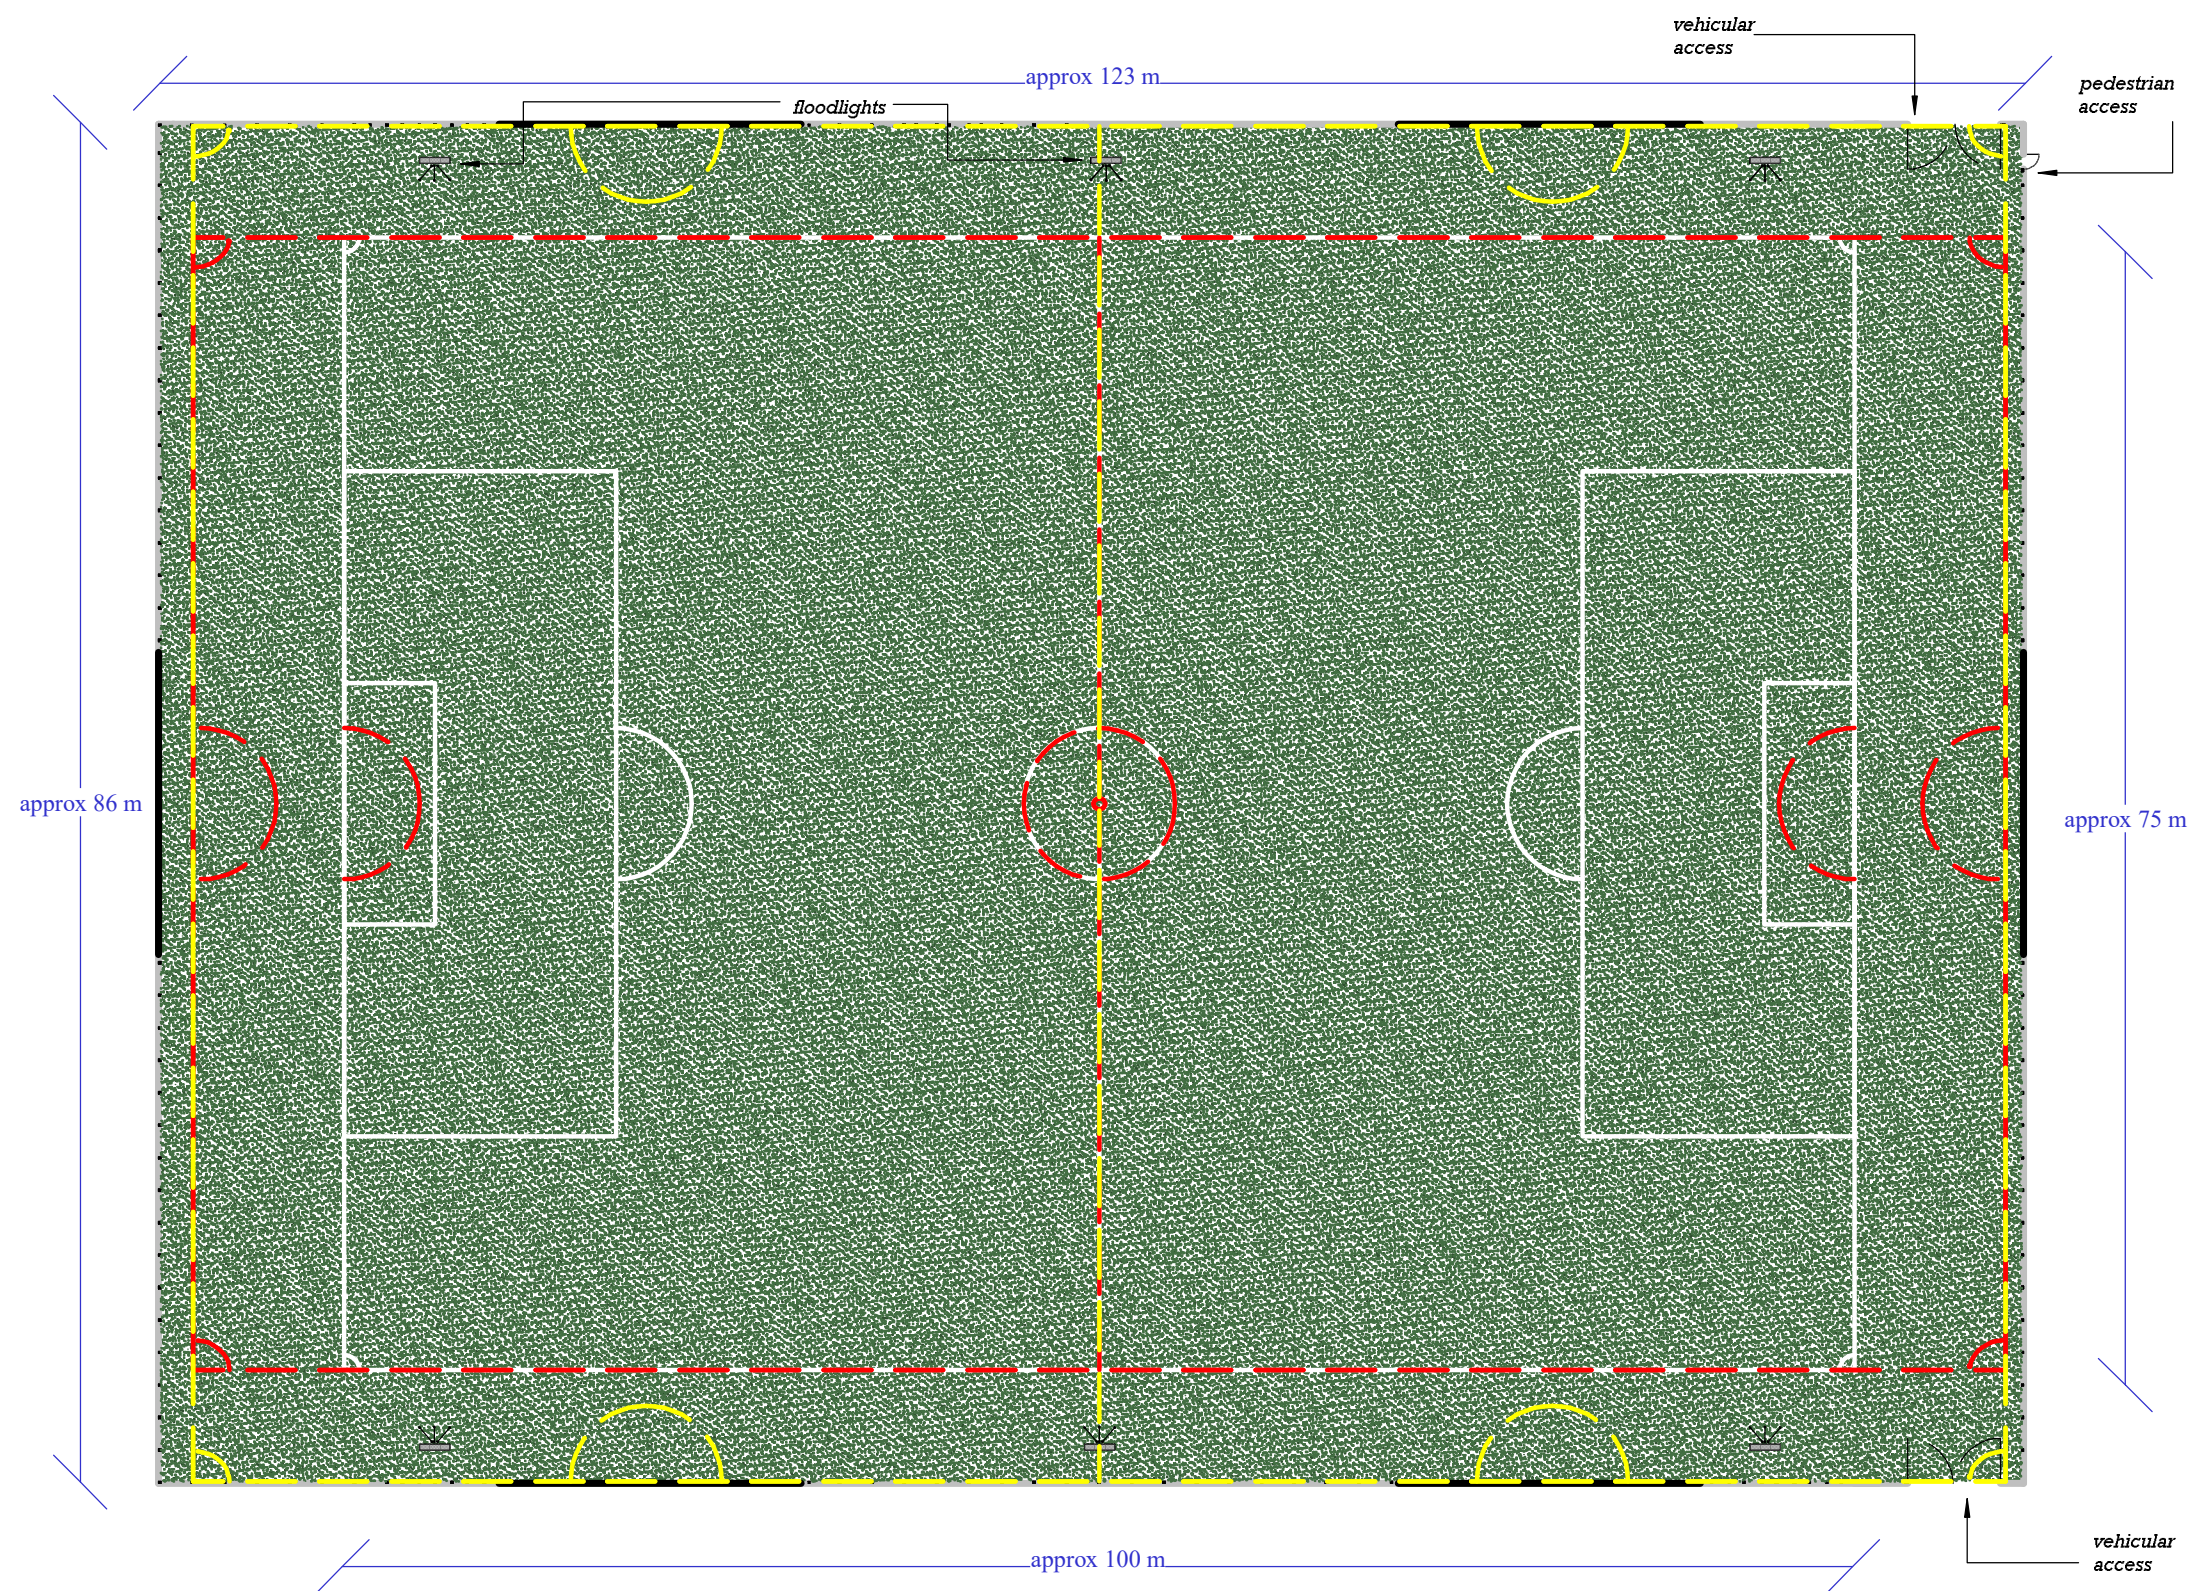 vehicular
access
approx 123 m
pedestrian
access
floodlights
approx 86 m
approx 75 m
approx 100 m
vehicular
access